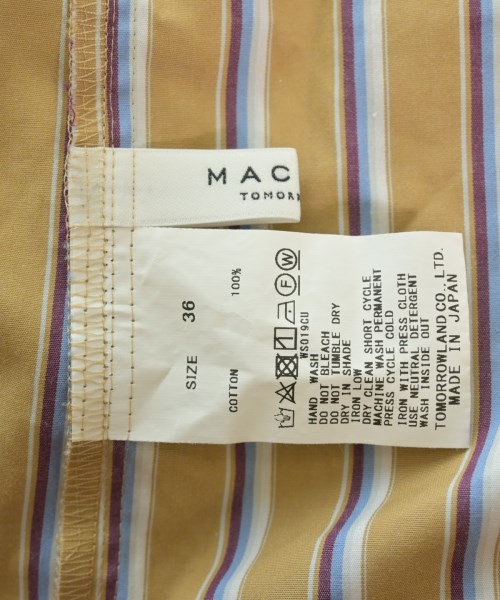 MAC
TOMORR
SIZE 36
COTTON 100%
WS019CU
HAND WASH
DO NOT BLEACH
DO NOT TUMBLE DRY
DRY IN SHADE
IRON LOW
DRY CLEAN SHORT CYCLE
MACHINE WASH PERMANENT
PRESS CYCLE COLD
IRON WITH PRESS CLOTH
USE NEUTRAL DETERGENT
WASH INSIDE OUT
TOMORROWLAND CO., LTD.
MADE IN JAPAN